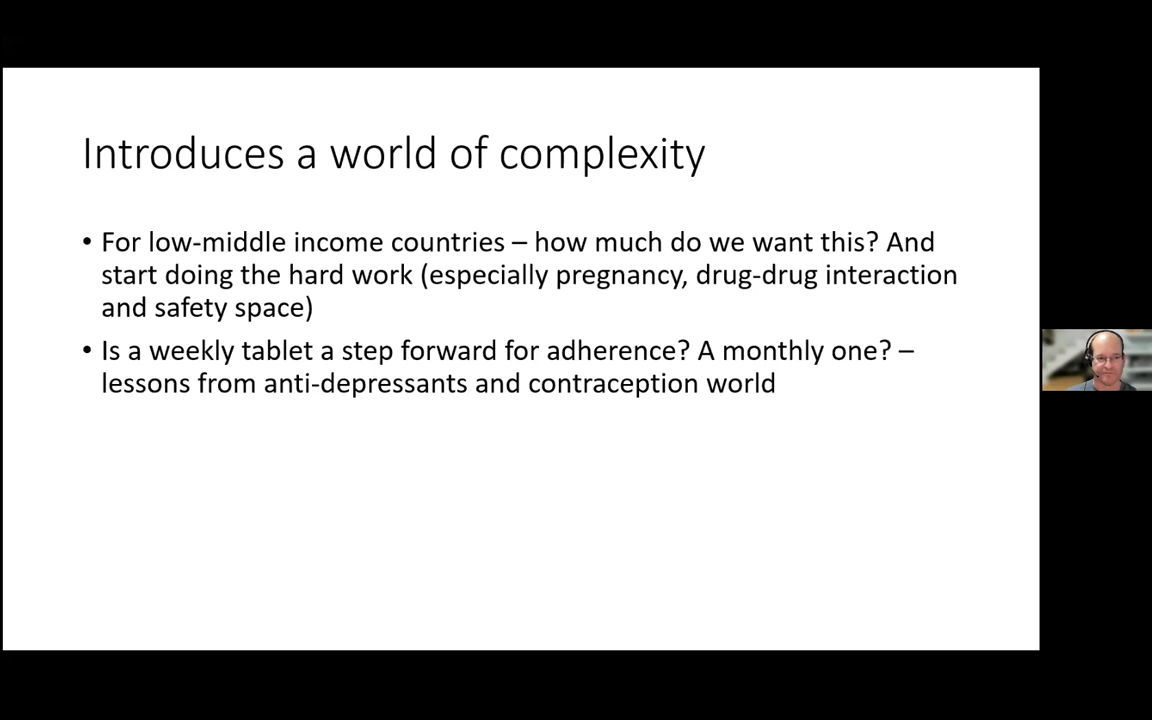 Introduces a world of complexity
• For low-middle income countries – how much do we want this? And
start doing the hard work (especially pregnancy, drug-drug interaction
and safety space)
• Is a weekly tablet a step forward for adherence? A monthly one? –
lessons from anti-depressants and contraception world